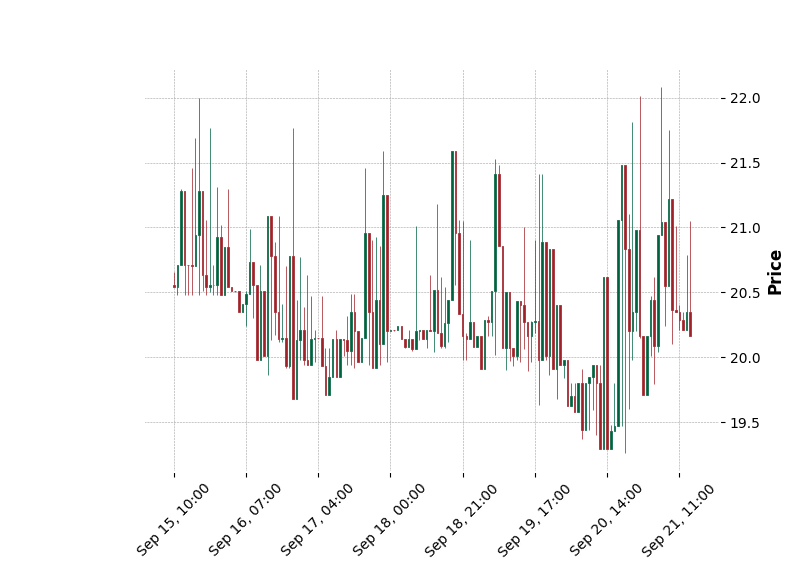 22.0
21.5
21.0
20.5
20.0
19.5
Price
Sep 15, 10:00
Sep 16, 07:00
Sep 17, 04:00
Sep 18, 00:00
Sep 18, 21:00
Sep 19, 17:00
Sep 20, 14:00
Sep 21, 11:00